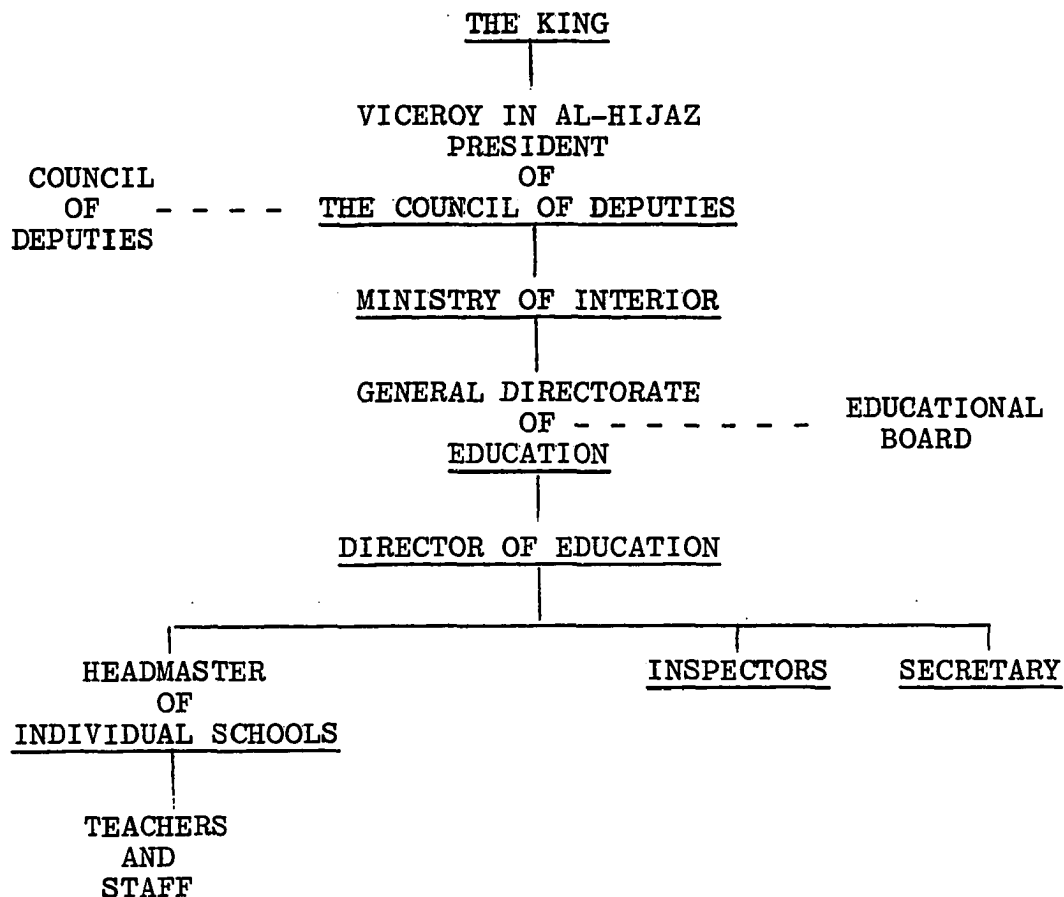 THE KING
VICEROY IN AL-HIJAZ
PRESIDENT
OF
THE COUNCIL OF DEPUTIES
COUNCIL
OF
DEPUTIES
MINISTRY OF INTERIOR
GENERAL DIRECTORATE
OF
EDUCATION
EDUCATIONAL
BOARD
DIRECTOR OF EDUCATION
HEADMASTER
OF
INDIVIDUAL SCHOOLS
INSPECTORS
SECRETARY
TEACHERS
AND
STAFF